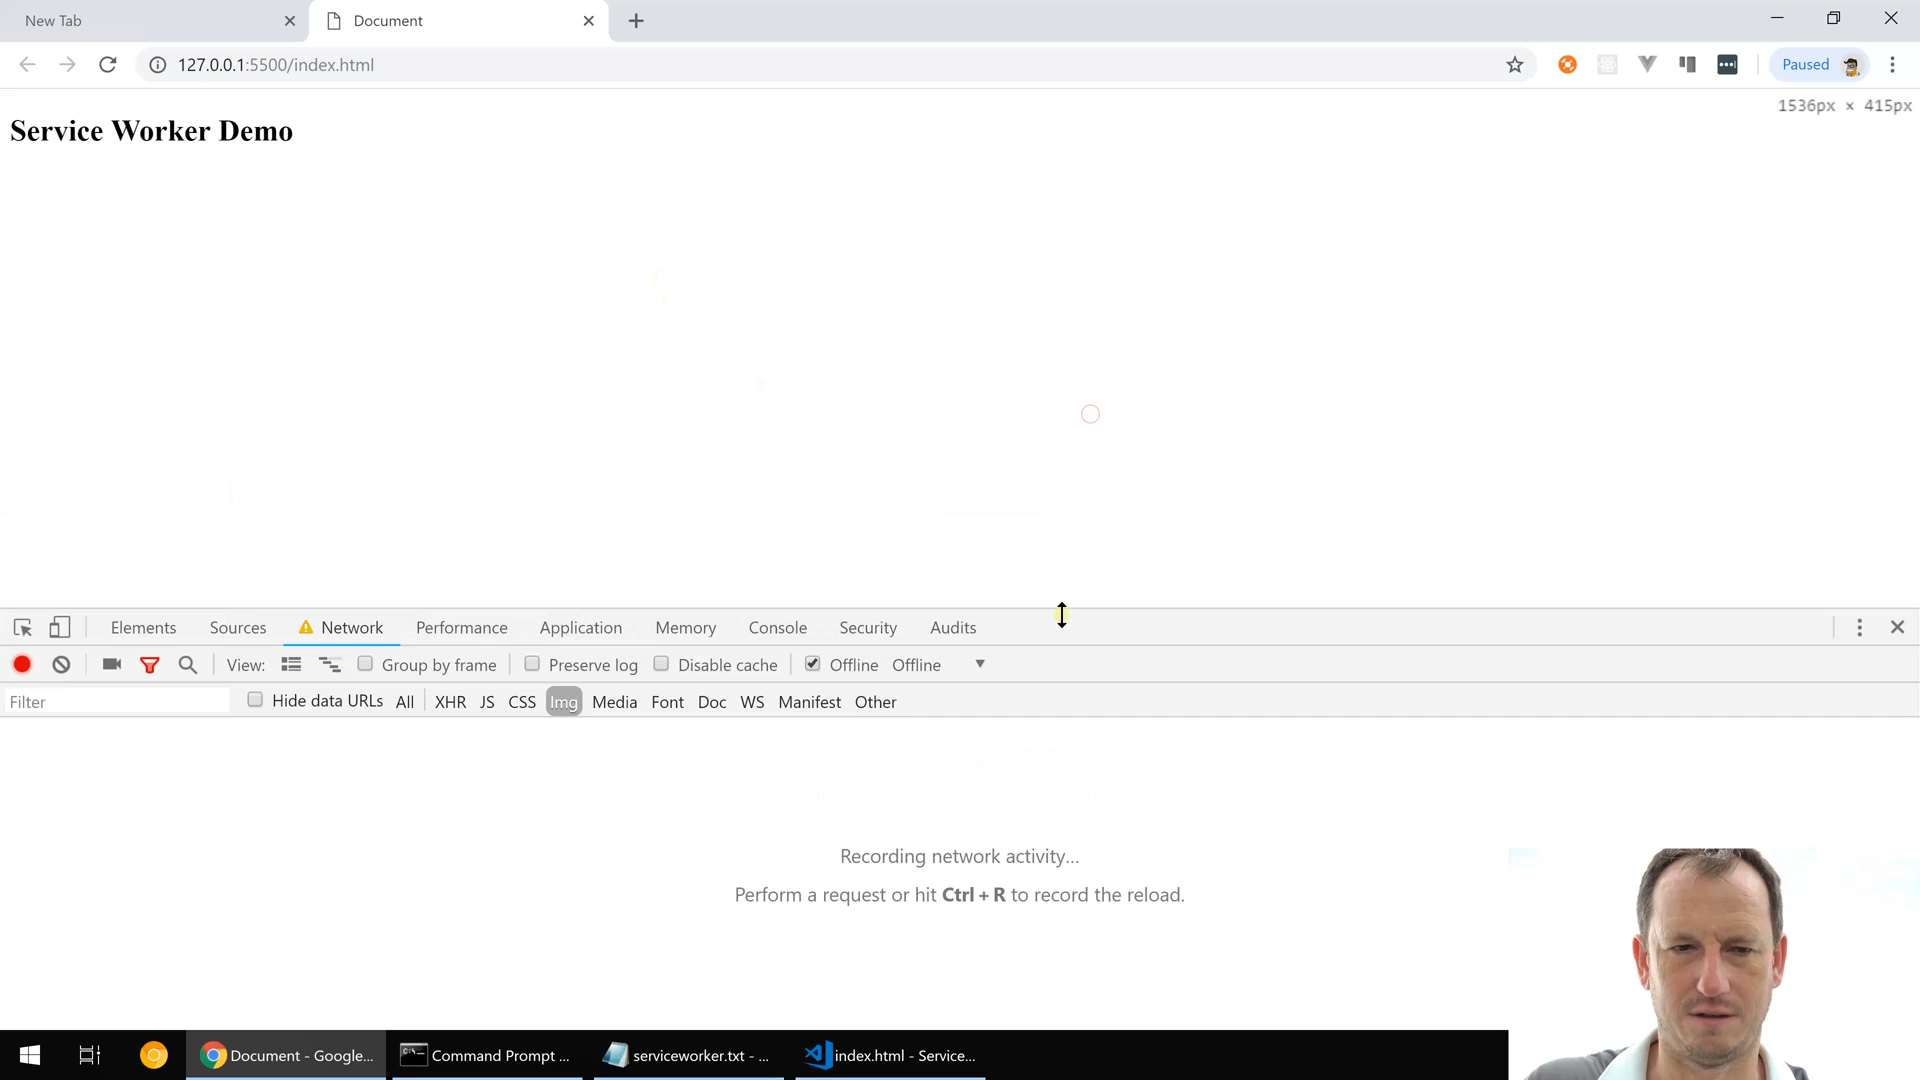 New Tab
Document
127.0.0.1:5500/index.html
Paused
1536px × 415px
Service Worker Demo
Elements Sources Network Performance Application Memory Console Security Audits
View: Group by frame Preserve log Disable cache Offline Offline
Filter Hide data URLs All XHR JS CSS Img Media Font Doc WS Manifest Other
Recording network activity...
Perform a request or hit Ctrl + R to record the reload.
Document - Google... Command Prompt ... serviceworker.txt - ... index.html - Service...